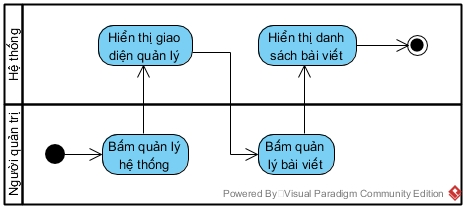 Hệ thống
Hiển thị giao
diện quản lý
Hiển thị danh
sách bài viết
Người quản trị
Bấm quản lý
hệ thống
Bấm quản
lý bài viết
Powered By Visual Paradigm Community Edition